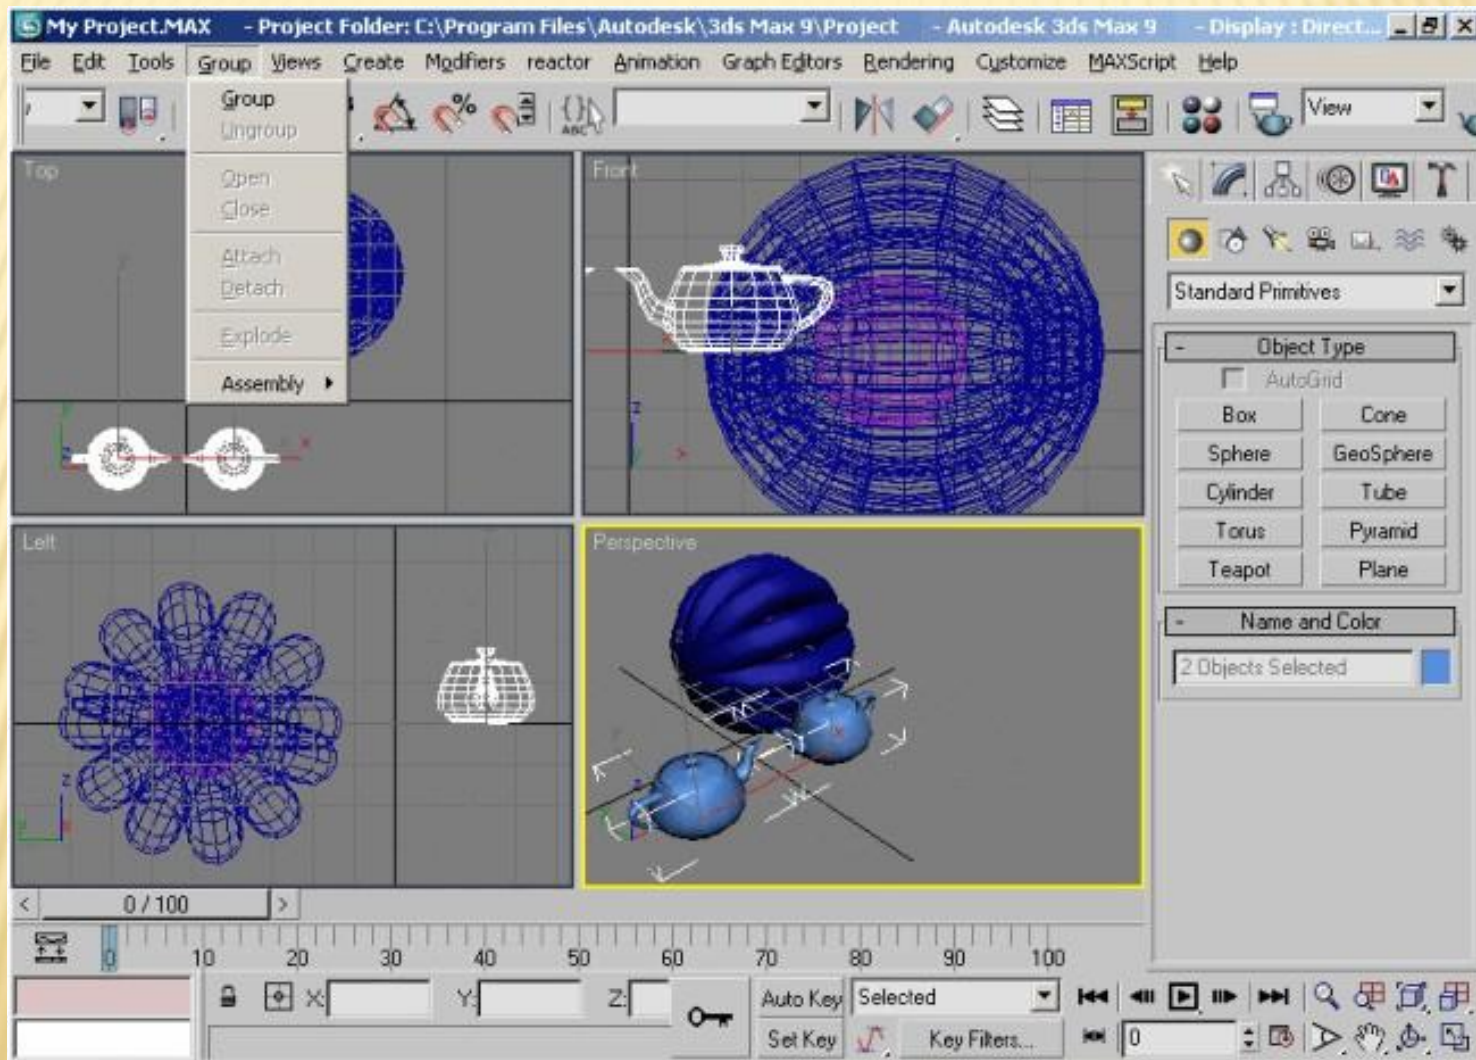 My Project.MAX - Project Folder: C:\Program Files\Autodesk\3ds Max 9\Project - Autodesk 3ds Max 9 - Display : Direct...
File Edit Tools Group Views Create Modifiers reactor Animation Graph Editors Rendering Customize MAXScript Help
Group
Ungroup
Open
Close
Attach
Detach
Explode
Assembly
%
{} ABC
View
Top
Front
Left
Perspective
x
y
z
Standard Primitives
- Object Type
AutoGrid
Box Cone
Sphere GeoSphere
Cylinder Tube
Torus Pyramid
Teapot Plane
- Name and Color
2 Objects Selected
< 0 / 100 >
0 10 20 30 40 50 60 70 80 90 100
X: Y: Z:
Auto Key Selected
Set Key Key Filters...
0